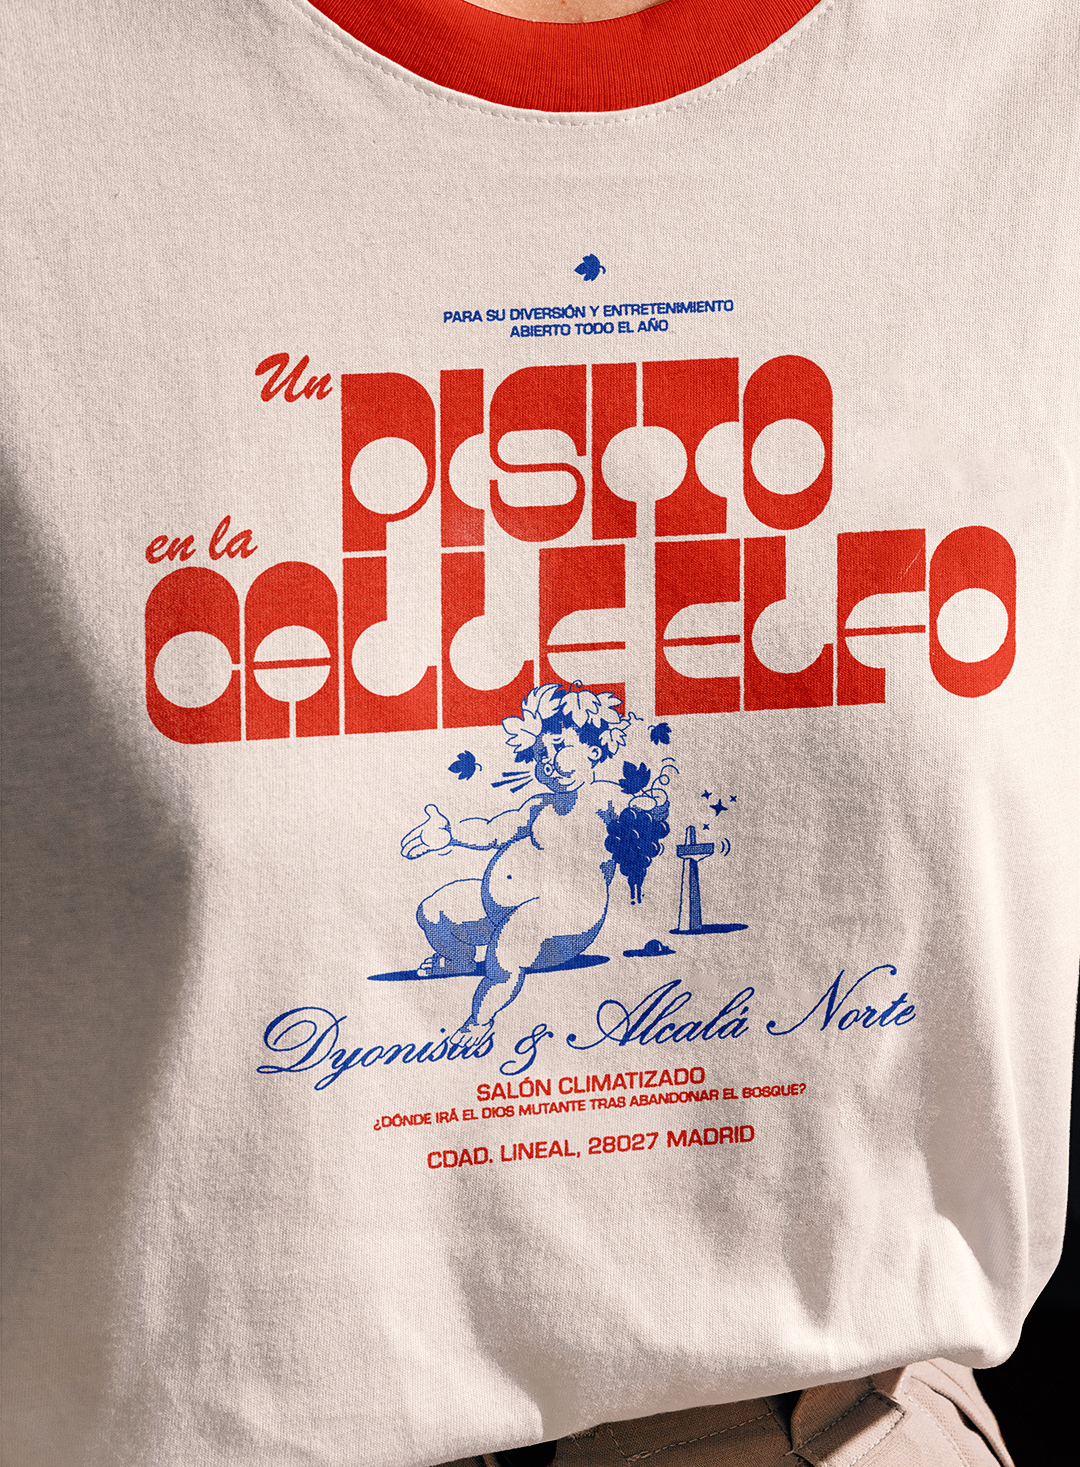 PARA SU DIVERSIÓN Y ENTRETENIMIENTO
ABIERTO TODO EL AÑO
Un PISITO
en la
CALLE ELFO
Dyonisus & Alcalá Norte
SALÓN CLIMATIZADO
¿DÓNDE IRÁ EL DIOS MUTANTE TRAS ABANDONAR EL BOSQUE?
CDAD. LINEAL, 28027 MADRID